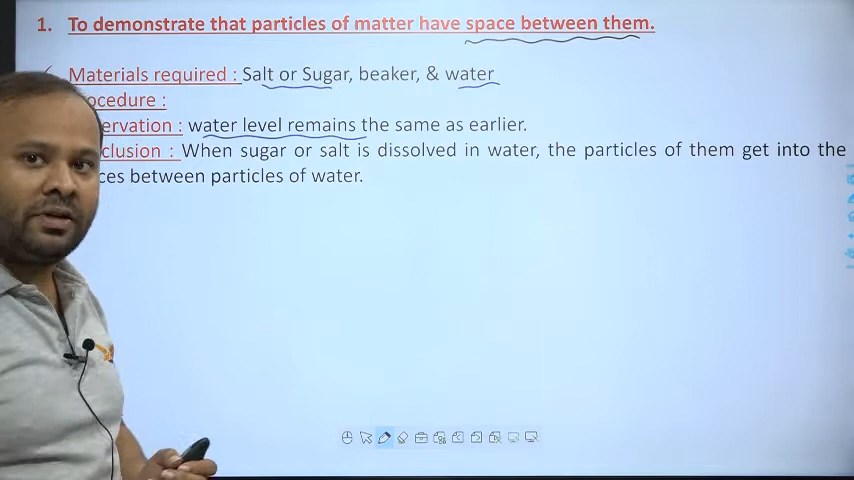 1. To demonstrate that particles of matter have space between them.
Materials required : Salt or Sugar, beaker, & water
ocedure :
ervation : water level remains the same as earlier.
clusion : When sugar or salt is dissolved in water, the particles of them get into the
ces between particles of water.